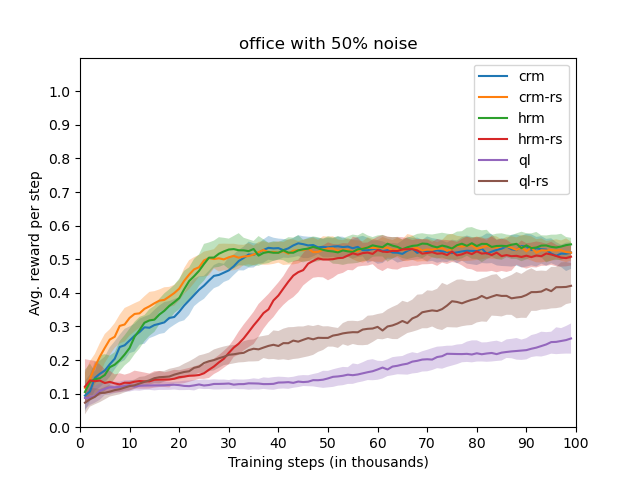 office with 50% noise
crm
crm-rs
hrm
hrm-rs
ql
ql-rs
Avg. reward per step
1.0
0.9
0.8
0.7
0.6
0.5
0.4
0.3
0.2
0.1
0.0
0 10 20 30 40 50 60 70 80 90 100
Training steps (in thousands)